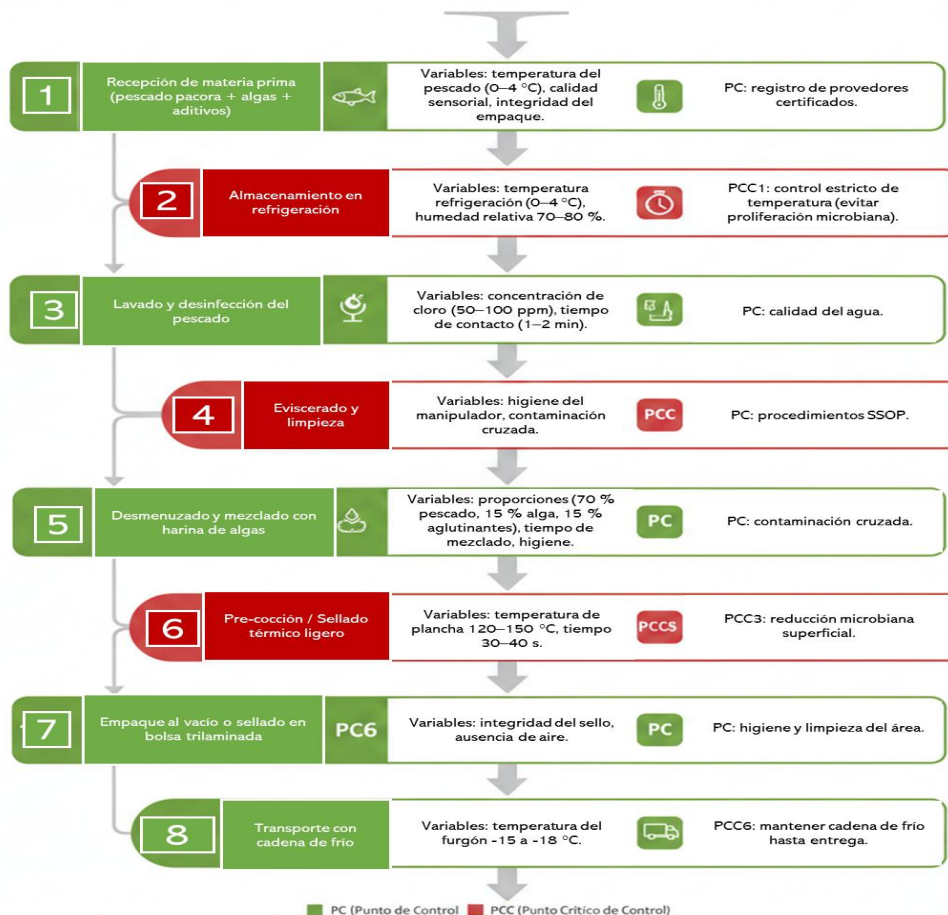 1
Recepción de materia prima
(pescado pacora + algas +
aditivos)
Variables: temperatura del
pescado (0–4 °C), calidad
sensorial, integridad del
empaque.
PC: registro de provedores
certificados.
2
Almacenamiento en
refrigeración
Variables: temperatura
refrigeración (0–4 °C),
humedad relativa 70–80 %.
PCC1: control estricto de
temperatura (evitar
proliferación microbiana).
3
Lavado y desinfección del
pescado
Variables: concentración de
cloro (50–100 ppm), tiempo
de contacto (1–2 min).
PC: calidad del agua.
4
Eviscerado y
limpieza
Variables: higiene del
manipulador, contaminación
cruzada.
PCC
PC: procedimientos SSOP.
5
Desmenuzado y mezclado con
harina de algas
Variables: proporciones (70 %
pescado, 15 % alga, 15 %
aglutinantes), tiempo de
mezclado, higiene.
PC
PC: contaminación cruzada.
6
Pre-cocción / Sellado
térmico ligero
Variables: temperatura de
plancha 120–150 °C, tiempo
30–40 s.
PCCS
PCC3: reducción microbiana
superficial.
7
Empaque al vacío o sellado en
bolsa trilaminada
PC6
Variables: integridad del sello,
ausencia de aire.
PC
PC: higiene y limpieza del área.
8
Transporte con
cadena de frío
Variables: temperatura del
furgón -15 a -18 °C.
PCC6: mantener cadena de frío
hasta entrega.
PC (Punto de Control PCC (Punto Crítico de Control)